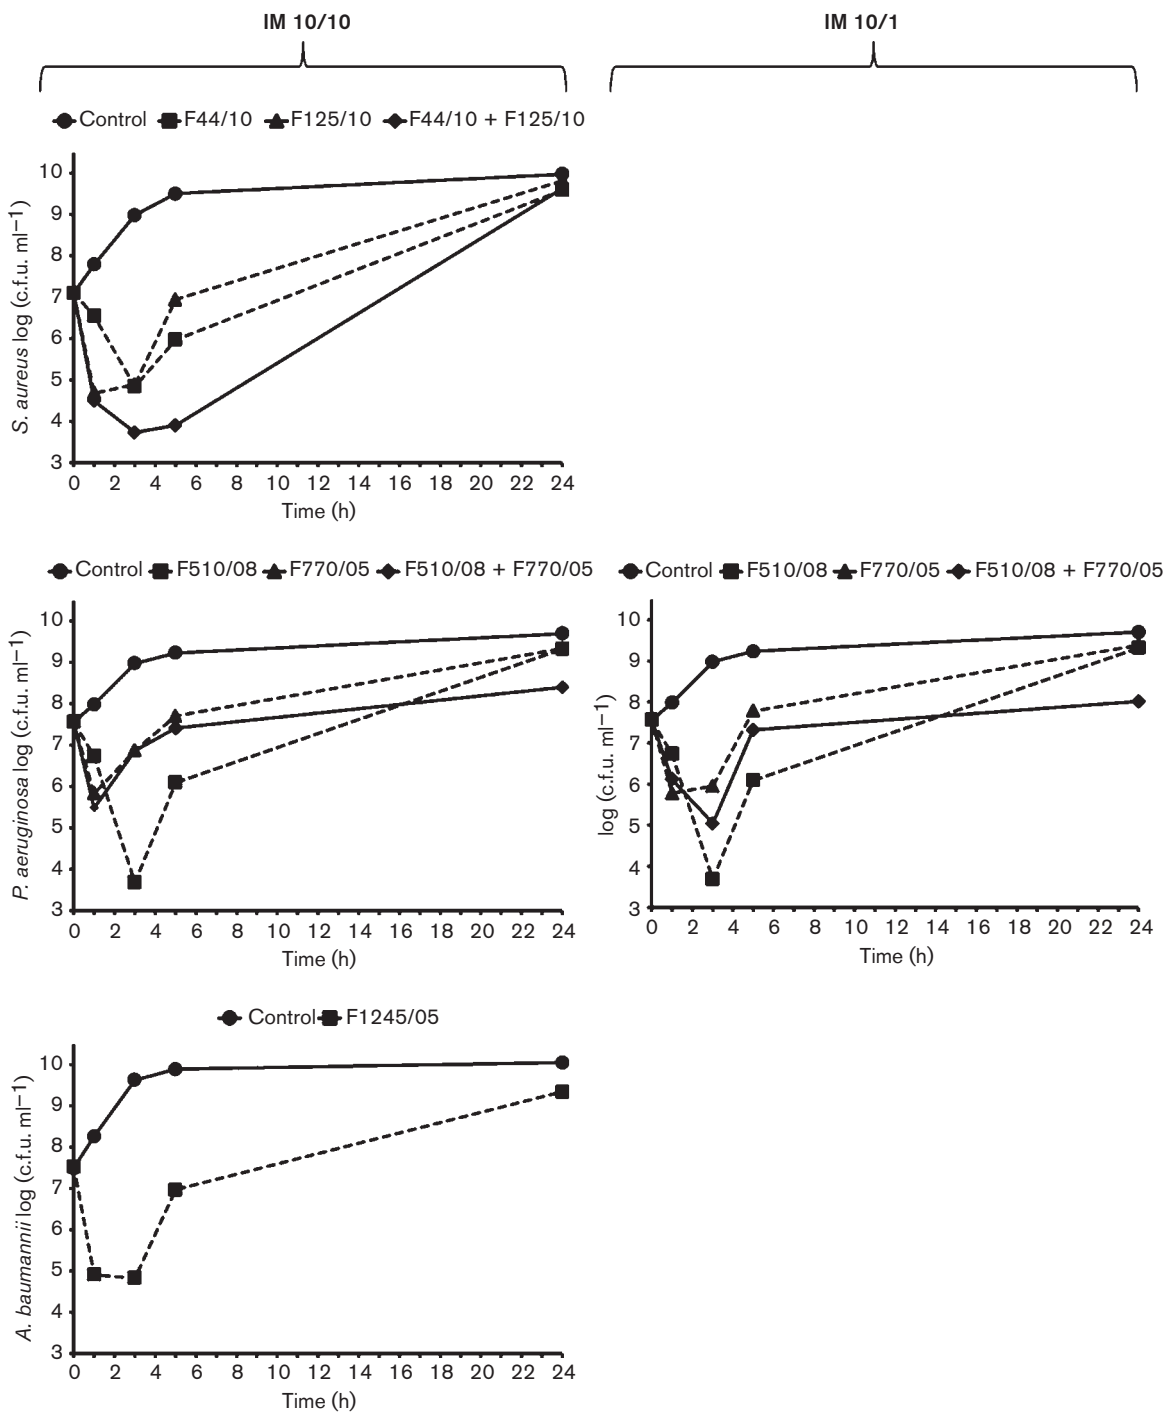 IM 10/10
IM 10/1
Control F44/10 F125/10 F44/10 + F125/10
S. aureus log (c.f.u. ml−1)
10
9
8
7
6
5
4
3
0 2 4 6 8 10 12 14 16 18 20 22 24
Time (h)
Control F510/08 F770/05 F510/08 + F770/05
P. aeruginosa log (c.f.u. ml−1)
10
9
8
7
6
5
4
3
0 2 4 6 8 10 12 14 16 18 20 22 24
Time (h)
Control F510/08 F770/05 F510/08 + F770/05
log (c.f.u. ml−1)
10
9
8
7
6
5
4
3
0 2 4 6 8 10 12 14 16 18 20 22 24
Time (h)
Control F1245/05
A. baumannii log (c.f.u. ml−1)
10
9
8
7
6
5
4
3
0 2 4 6 8 10 12 14 16 18 20 22 24
Time (h)